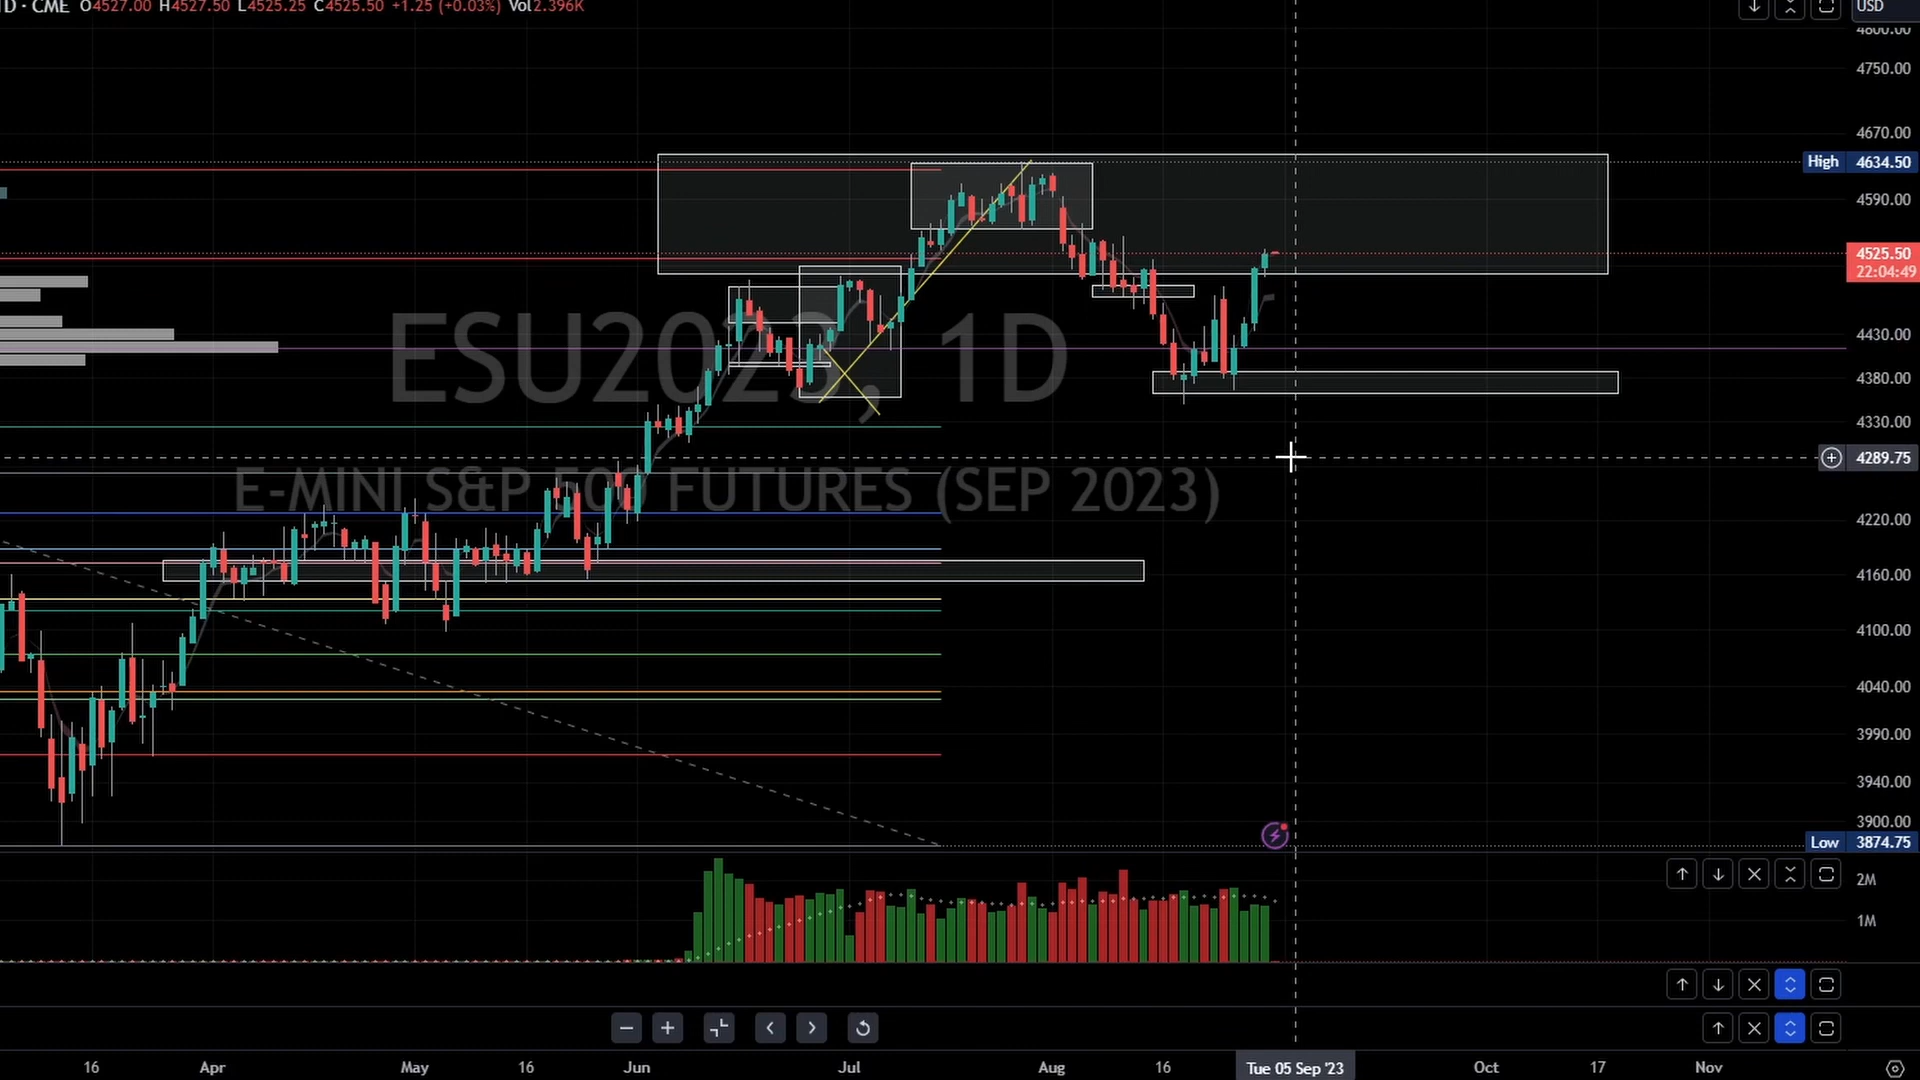 D · CME O4527.00 H4527.50 L4525.25 C4525.50 +1.25 (+0.03%) Vol2.396K
USD
4800.00
4750.00
4670.00
High 4634.50
4590.00
4525.50
22:04:49
4430.00
4380.00
4330.00
4289.75
4220.00
4160.00
4100.00
4040.00
3990.00
3940.00
3900.00
Low 3874.75
ESU2023, 1D
E-MINI S&P 500 FUTURES (SEP 2023)
2M
1M
16 Apr May 16 Jun Jul Aug 16 Tue 05 Sep '23 Oct 17 Nov